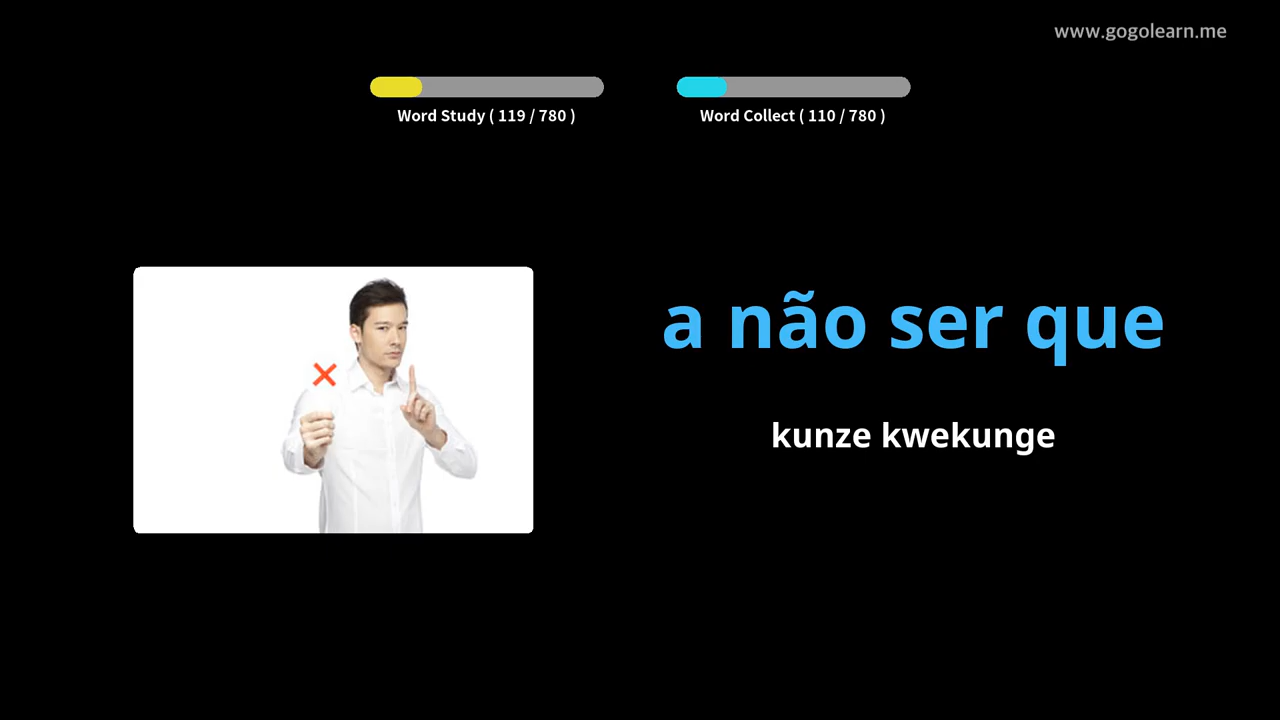 www.gogolearn.me
Word Study ( 119 / 780 )
Word Collect ( 110 / 780 )
a não ser que
kunze kwekunge